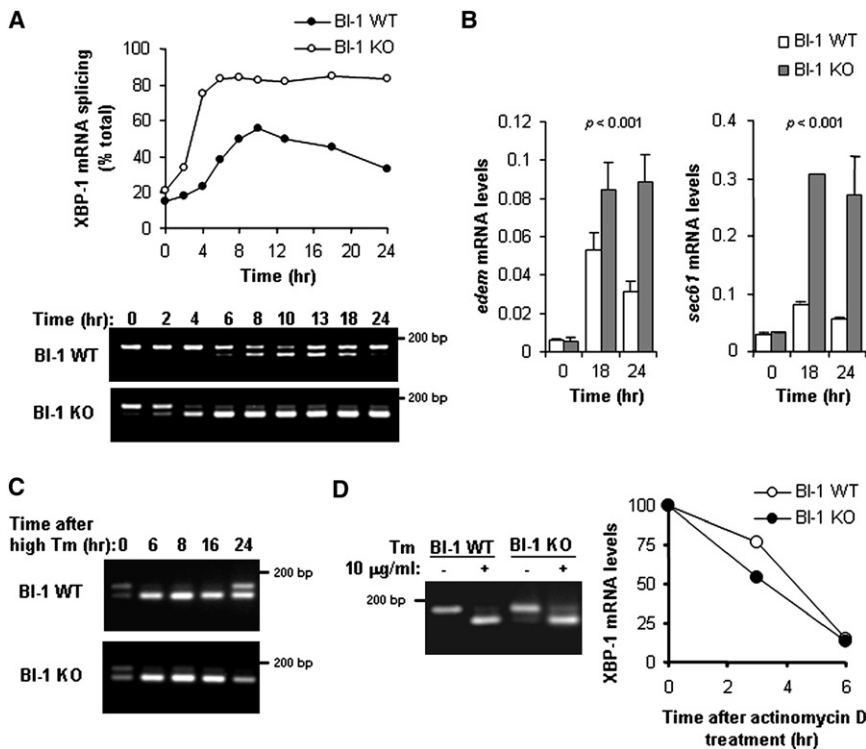 A
BI-1 WT
BI-1 KO
XBP-1 mRNA splicing
(% total)
100
80
60
40
20
0
0 4 8 12 16 20 24
Time (hr)
Time (hr): 0 2 4 6 8 10 13 18 24
BI-1 WT
200 bp
BI-1 KO
200 bp
B
BI-1 WT
BI-1 KO
edem mRNA levels
0.12
0.1
0.08
0.06
0.04
0.02
0
p < 0.001
0 18 24
Time (hr)
sec61 mRNA levels
0.4
0.3
0.2
0.1
0
p < 0.001
0 18 24
Time (hr)
C
Time after
high Tm (hr): 0 6 8 16 24
BI-1 WT
200 bp
BI-1 KO
200 bp
D
Tm BI-1 WT BI-1 KO
10 µg/ml: - + - +
200 bp
BI-1 WT
BI-1 KO
XBP-1 mRNA levels
100
75
50
25
0
0 2 4 6
Time after actinomycin D
treatment (hr)